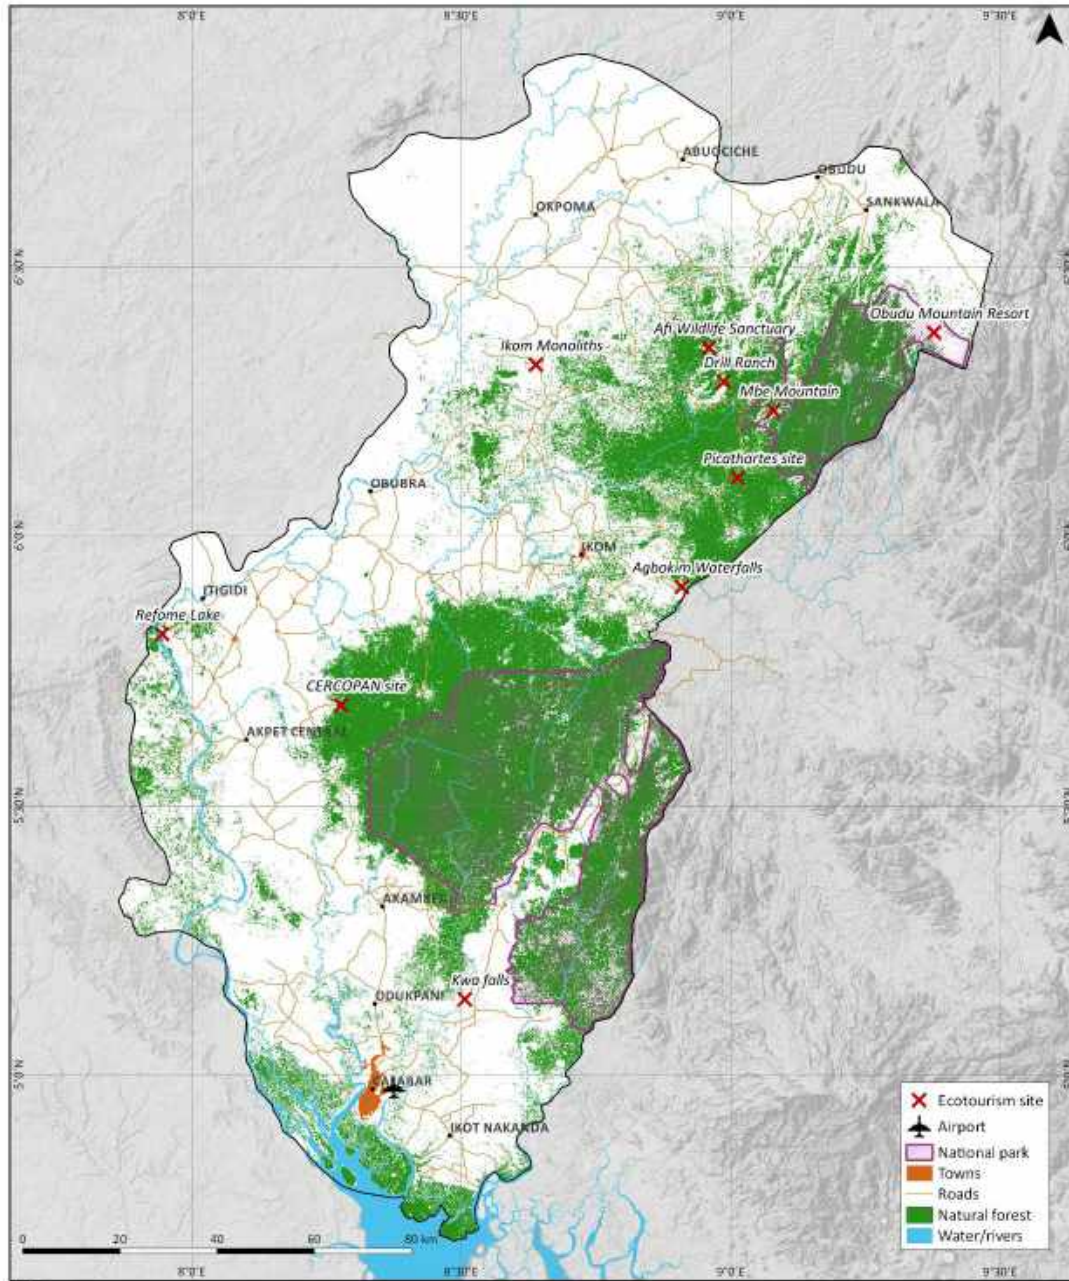 8°0'E 8°30'E 9°0'E 9°30'E
ABUOCICHE
OBUDU
OKPOMA
SANKWALA
6°30'N
Obudu Mountain Resort
Afi Wildlife Sanctuary
Ikom Monoliths
Drill Ranch
Mbe Mountain
Picathartes site
OBUBRA
6°0'N
IKOM
Agbokim Waterfalls
ITIGIDI
Refome Lake
CERCOPAN site
AKPET CENTRAL
5°30'N
AKAMKPA
Kwa falls
ODUKPANI
5°0'N
CALABAR
IKOT NAKANDA
Ecotourism site
Airport
National park
Towns
Roads
Natural forest
Water/rivers
0 20 40 60 80 km
8°0'E 8°30'E 9°0'E 9°30'E